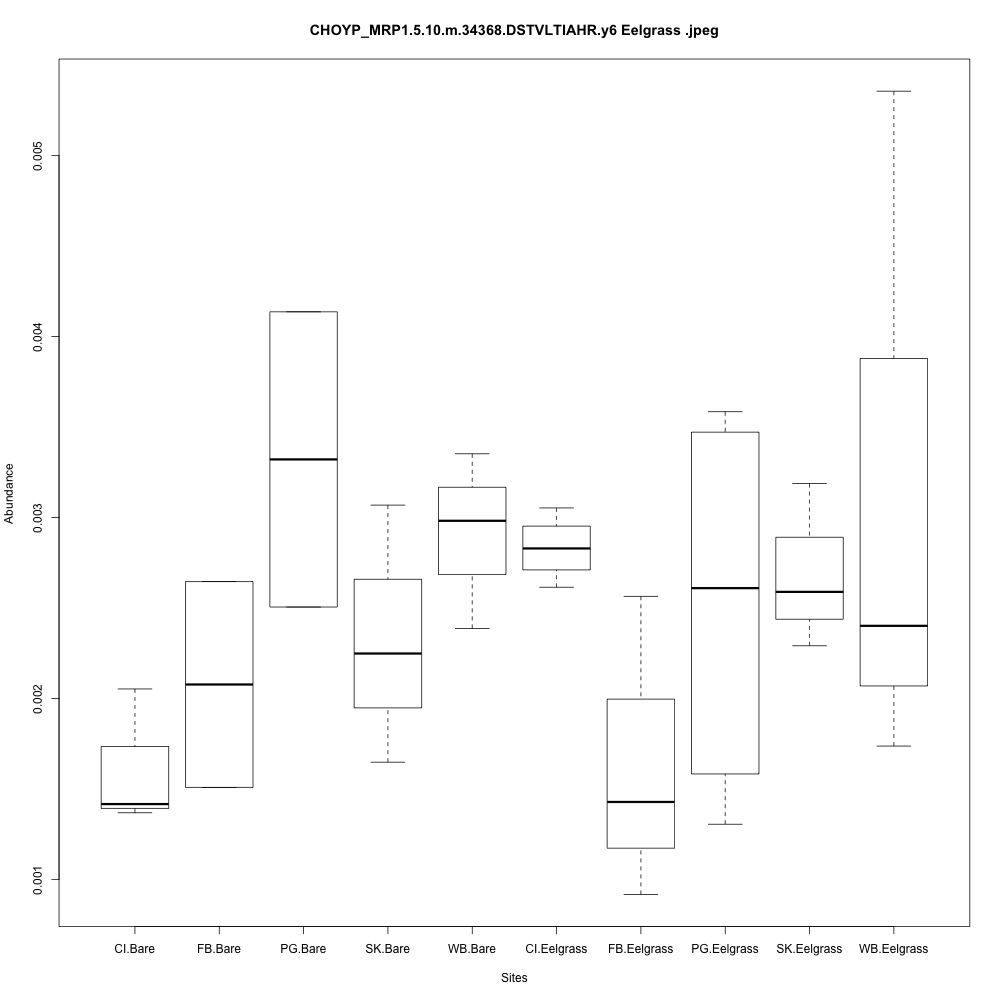 CHOYP_MRP1.5.10.m.34368.DSTVLTIAHR.y6 Eelgrass .jpeg
Abundance
0.005
0.004
0.003
0.002
0.001
CI.Bare FB.Bare PG.Bare SK.Bare WB.Bare CI.Eelgrass FB.Eelgrass PG.Eelgrass SK.Eelgrass WB.Eelgrass
Sites